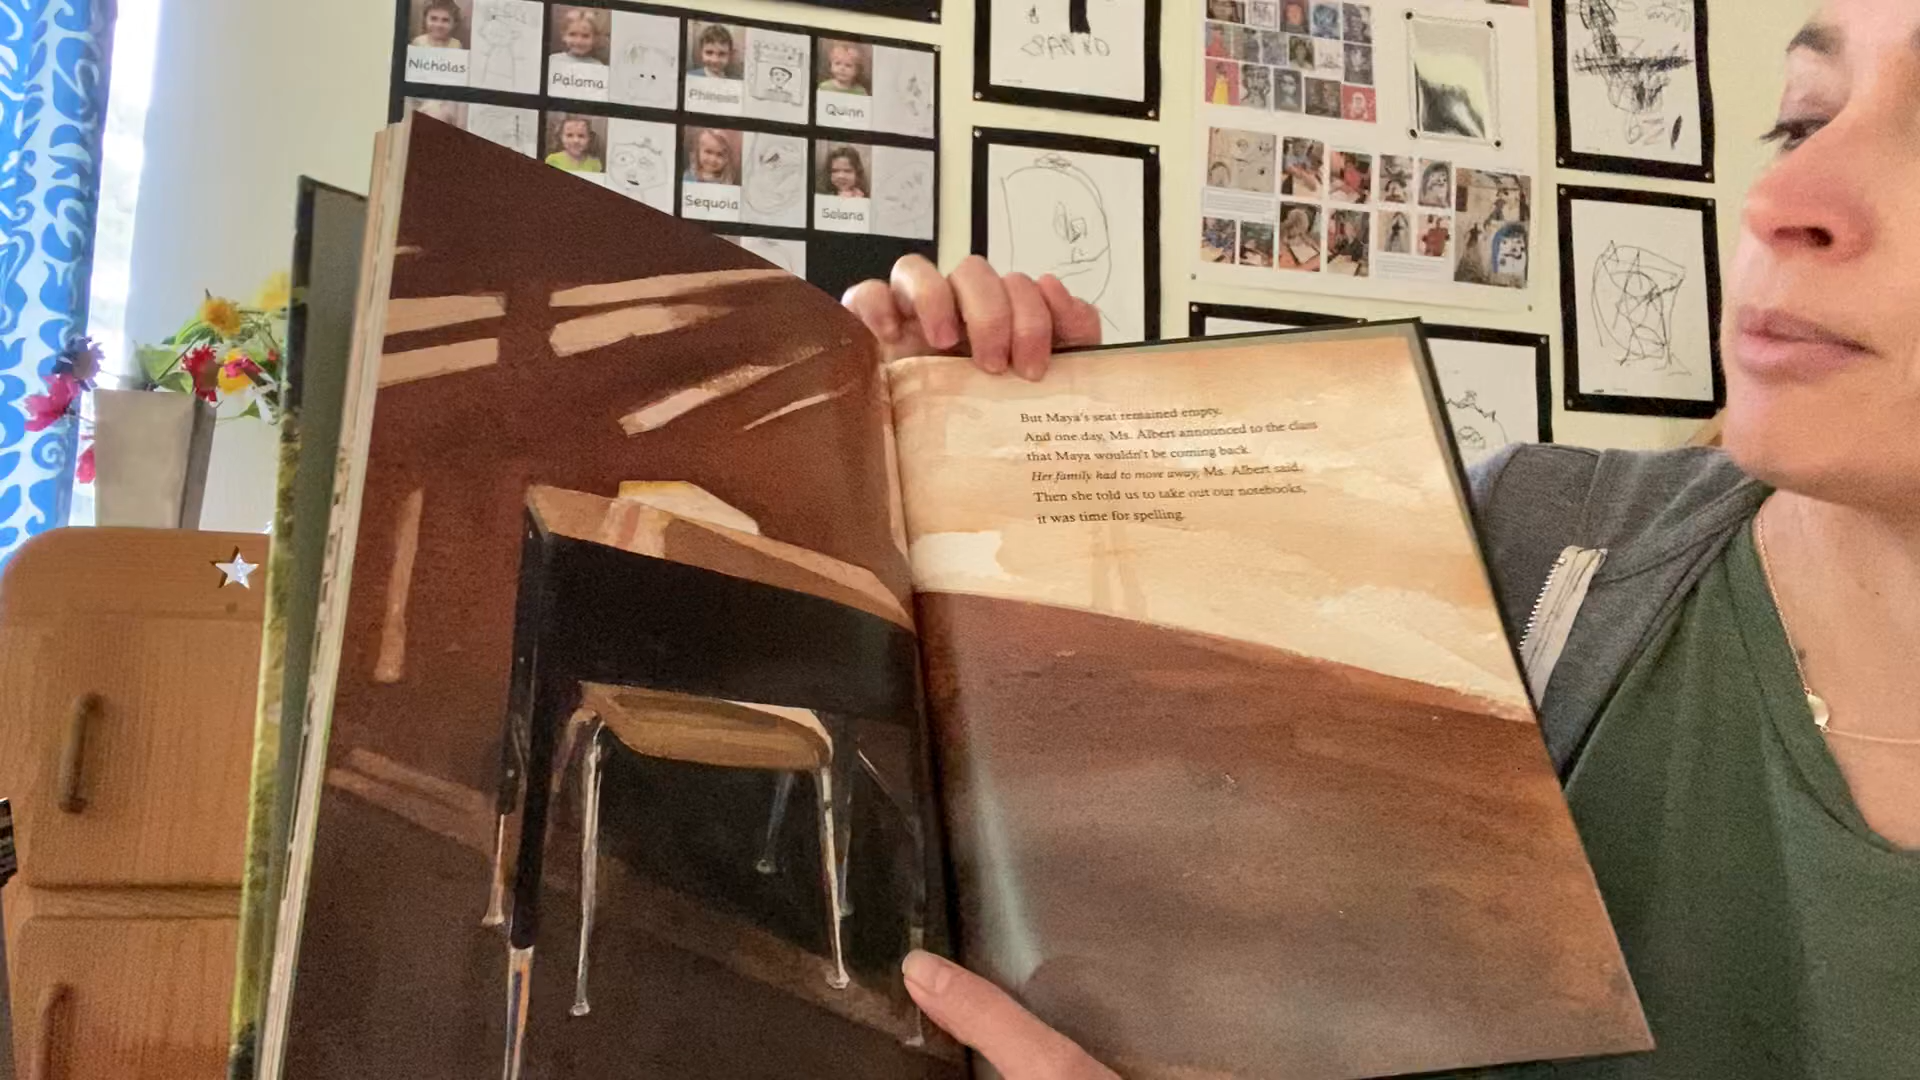 Nicholas
Paloma
Phineas
Quinn
Sequoia
Solana
But Maya's seat remained empty.
And one day, Ms. Albert announced to the class
that Maya wouldn't be coming back.
Her family had to move away, Ms. Albert said.
Then she told us to take out our notebooks,
it was time for spelling.